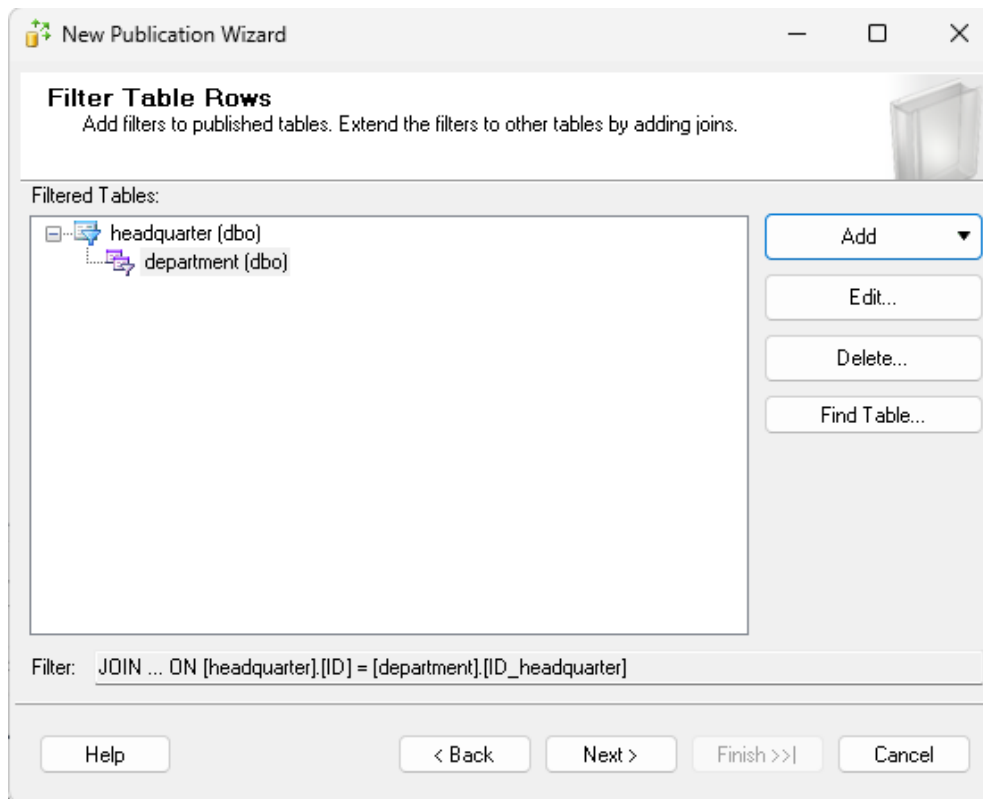 New Publication Wizard
Filter Table Rows
Add filters to published tables. Extend the filters to other tables by adding joins.
Filtered Tables:
headquarter (dbo)
department (dbo)
Add
Edit...
Delete...
Find Table...
Filter: JOIN ... ON [headquarter].[ID] = [department].[ID_headquarter]
Help < Back Next > Finish >>| Cancel